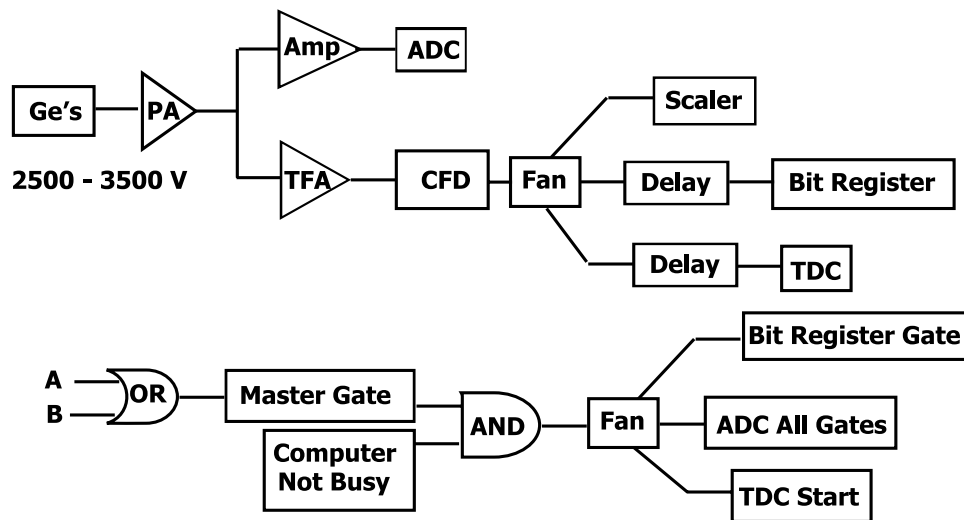 Amp
ADC
Ge's
PA
2500 - 3500 V
TFA
CFD
Fan
Scaler
Delay
Bit Register
Delay
TDC
A
B
OR
Master Gate
Computer
Not Busy
AND
Fan
Bit Register Gate
ADC All Gates
TDC Start